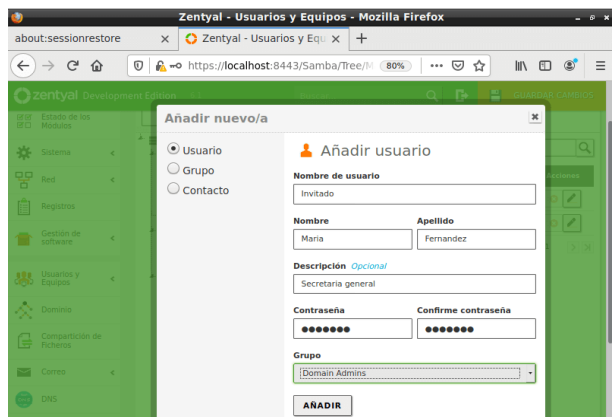 Zentyal - Usuarios y Equipos - Mozilla Firefox
about:sessionrestore
Zentyal - Usuarios y Equ
https://localhost:8443/Samba/Tree/M
80%
zentyal Development Edition
GUARDAR CAMBIOS
Estado de los
Módulos
Sistema
Red
Registros
Gestión de
software
Usuarios y
Equipos
Dominio
Compartición de
Ficheros
Correo
DNS
Añadir nuevo/a
Usuario
Grupo
Contacto
Añadir usuario
Nombre de usuario
Invitado
Nombre Apellido
Maria Fernandez
Descripción Opcional
Secretaria general
Contraseña Confirme contraseña
●●●●●●● ●●●●●●●
Grupo
Domain Admins
AÑADIR
Acciones